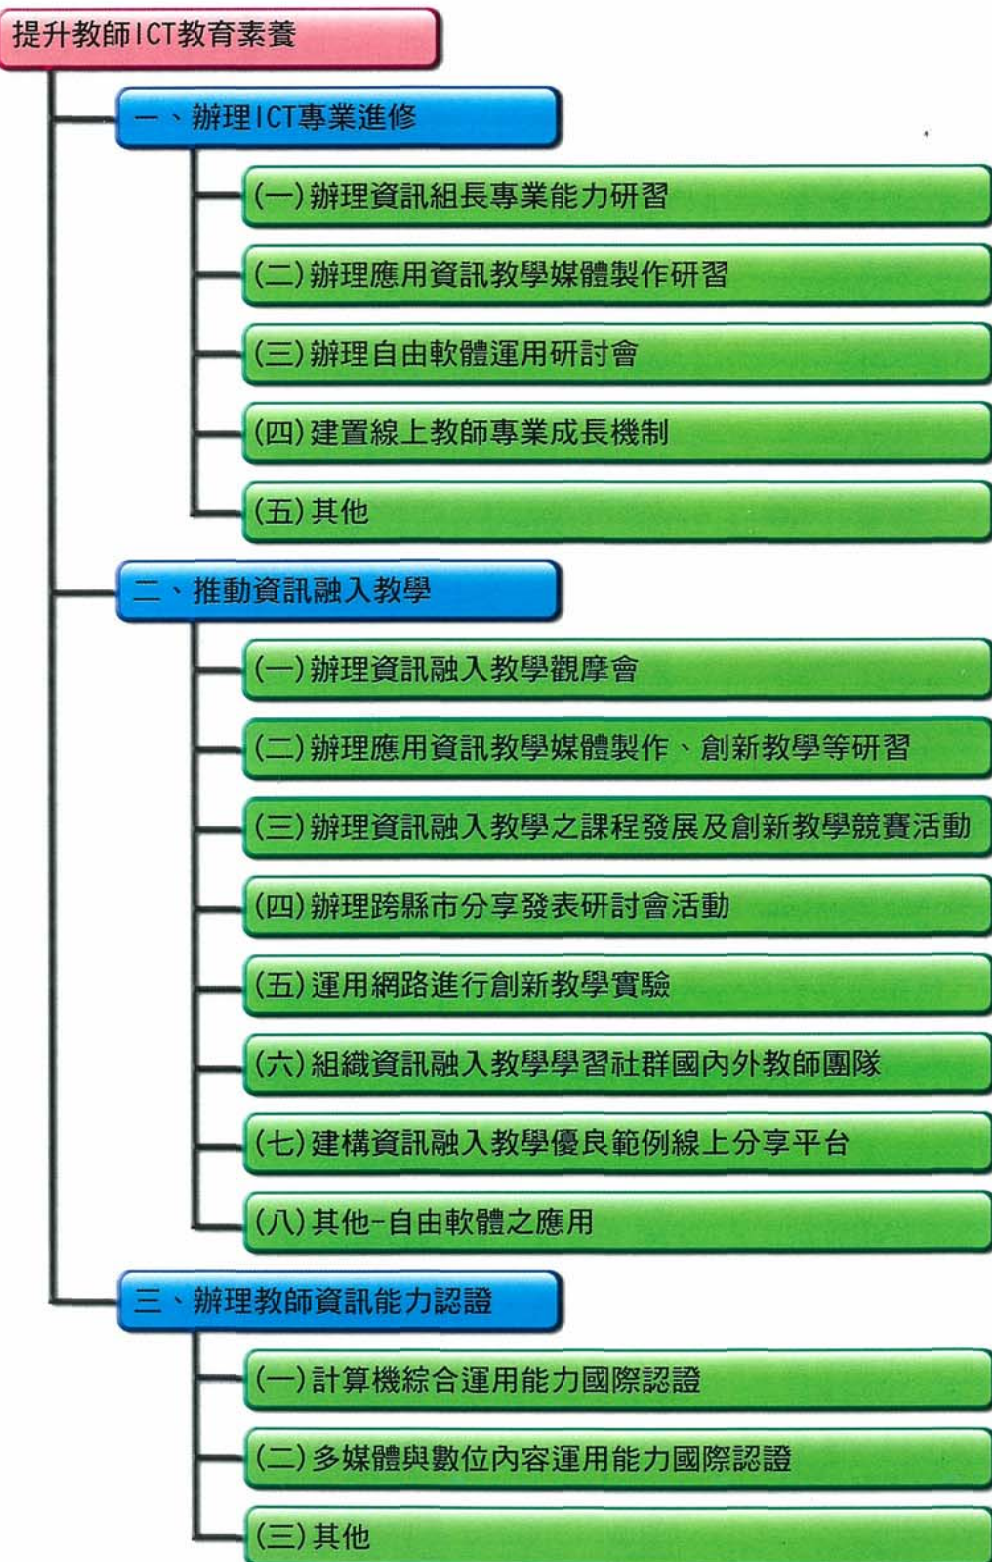 提升教師ICT教育素養
一、辦理ICT專業進修
(一)辦理資訊組長專業能力研習
(二)辦理應用資訊教學媒體製作研習
(三)辦理自由軟體運用研討會
(四)建置線上教師專業成長機制
(五)其他
二、推動資訊融入教學
(一)辦理資訊融入教學觀摩會
(二)辦理應用資訊教學媒體製作、創新教學等研習
(三)辦理資訊融入教學之課程發展及創新教學競賽活動
(四)辦理跨縣市分享發表研討會活動
(五)運用網路進行創新教學實驗
(六)組織資訊融入教學學習社群國內外教師團隊
(七)建構資訊融入教學優良範例線上分享平台
(八)其他-自由軟體之應用
三、辦理教師資訊能力認證
(一)計算機綜合運用能力國際認證
(二)多媒體與數位內容運用能力國際認證
(三)其他